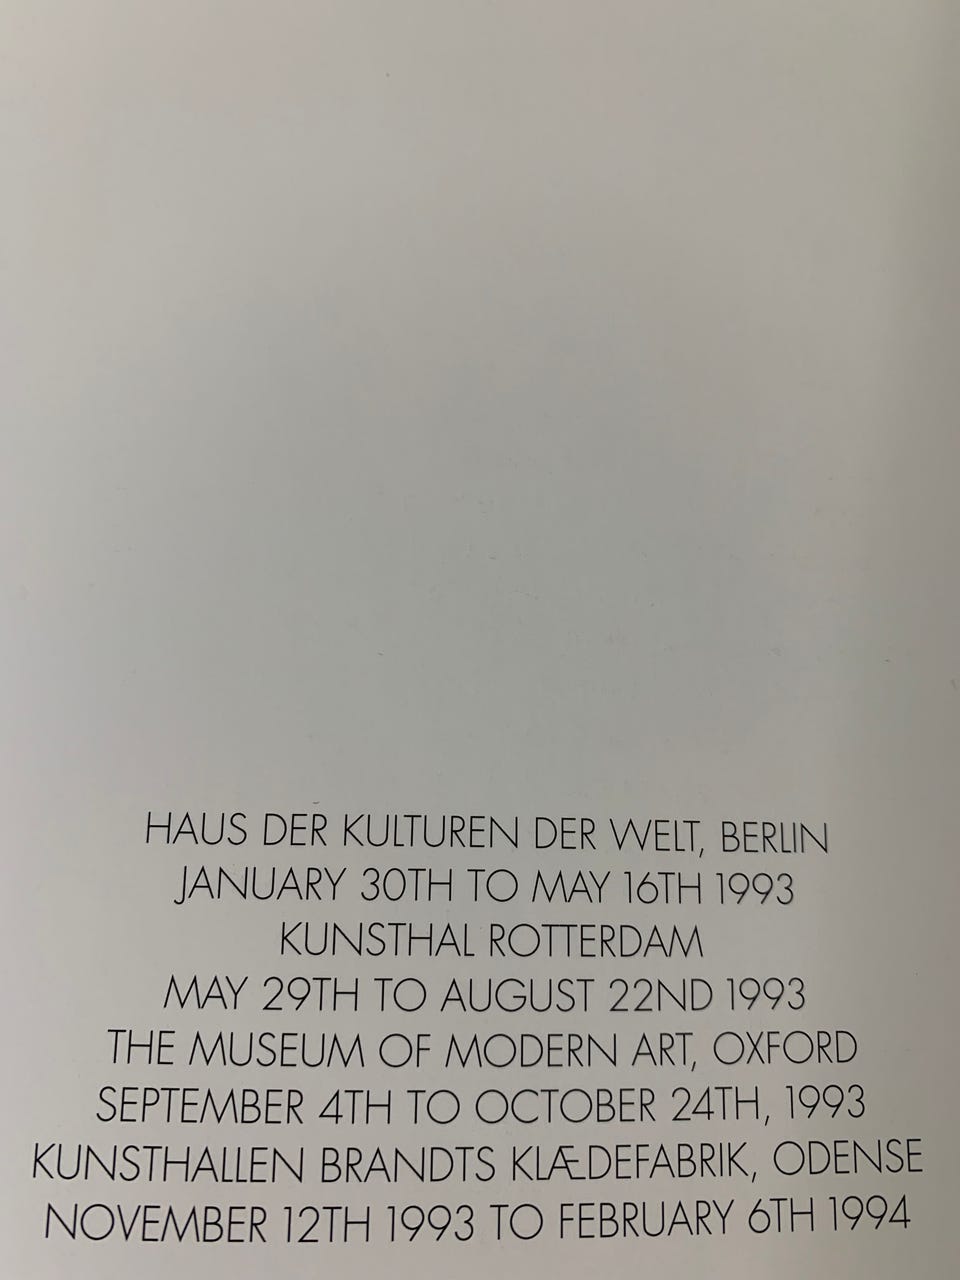 HAUS DER KULTUREN DER WELT, BERLIN
JANUARY 30TH TO MAY 16TH 1993
KUNSTHAL ROTTERDAM
MAY 29TH TO AUGUST 22ND 1993
THE MUSEUM OF MODERN ART, OXFORD
SEPTEMBER 4TH TO OCTOBER 24TH, 1993
KUNSTHALLEN BRANDTS KLÆDEFABRIK, ODENSE
NOVEMBER 12TH 1993 TO FEBRUARY 6TH 1994